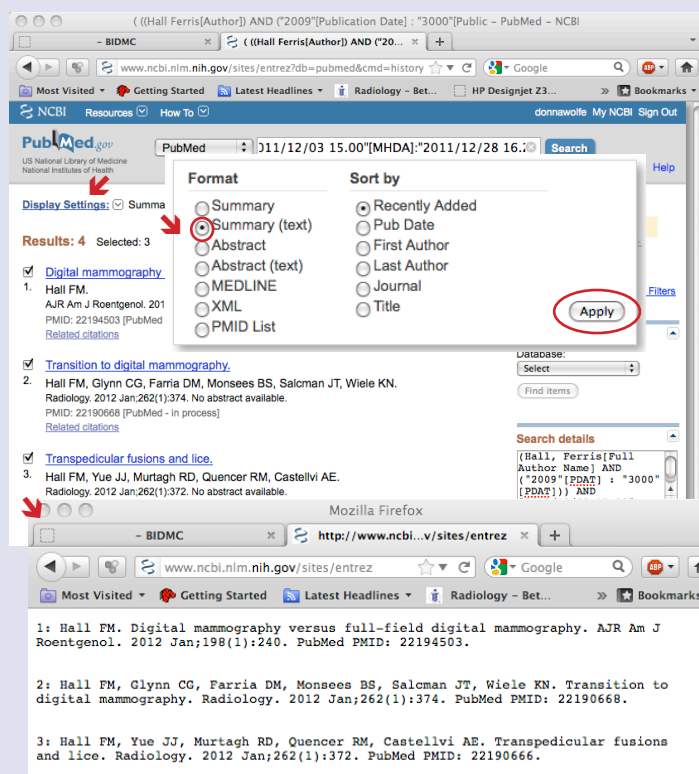 ( ((Hall Ferris[Author]) AND ("2009"[Publication Date] : "3000"[Public – PubMed – NCBI
– BIDMC × ( ((Hall Ferris[Author]) AND ("20... × +
www.ncbi.nlm.nih.gov/sites/entrez?db=pubmed&cmd=history Google ABP
Most Visited Getting Started Latest Headlines Radiology – Bet... HP Designjet Z3... » Bookmarks
NCBI Resources How To donnawolfe My NCBI Sign Out
PubMed.gov
US National Library of Medicine
National Institutes of Health
PubMed 011/12/03 15.00"[MHDA]:"2011/12/28 16.2 Search
Help
Display Settings: Summa
Format Sort by
Summary Recently Added
Summary (text) Pub Date
Abstract First Author
Abstract (text) Last Author
MEDLINE Journal
XML Title
PMID List
Apply
Filters
Results: 4 Selected: 3
Digital mammography
1. Hall FM.
AJR Am J Roentgenol. 201
PMID: 22194503 [PubMed
Related citations
Transition to digital mammography.
2. Hall FM, Glynn CG, Farria DM, Monsees BS, Salcman JT, Wiele KN.
Radiology. 2012 Jan;262(1):374. No abstract available.
PMID: 22190668 [PubMed - in process]
Related citations
Transpedicular fusions and lice.
3. Hall FM, Yue JJ, Murtagh RD, Quencer RM, Castellvi AE.
Radiology. 2012 Jan;262(1):372. No abstract available.
Database:
Select
Find items
Search details
(Hall, Ferris[Full
Author Name] AND
("2009"[PDAT] : "3000"
[PDAT])) AND
Mozilla Firefox
– BIDMC × http://www.ncbi...v/sites/entrez × +
www.ncbi.nlm.nih.gov/sites/entrez Google ABP
Most Visited Getting Started Latest Headlines Radiology – Bet... » Bookmarks
1: Hall FM. Digital mammography versus full-field digital mammography. AJR Am J
Roentgenol. 2012 Jan;198(1):240. PubMed PMID: 22194503.
2: Hall FM, Glynn CG, Farria DM, Monsees BS, Salcman JT, Wiele KN. Transition to
digital mammography. Radiology. 2012 Jan;262(1):374. PubMed PMID: 22190668.
3: Hall FM, Yue JJ, Murtagh RD, Quencer RM, Castellvi AE. Transpedicular fusions
and lice. Radiology. 2012 Jan;262(1):372. PubMed PMID: 22190666.